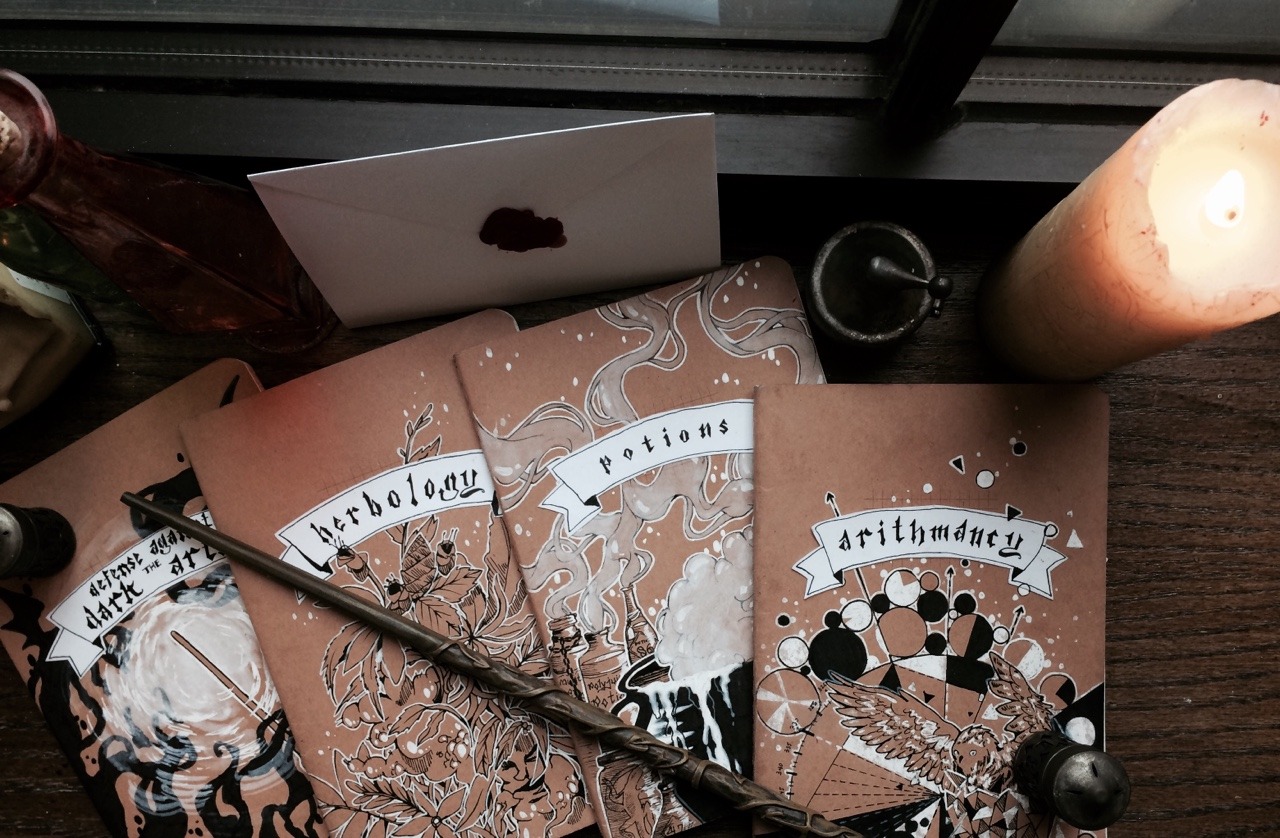 defense against
THE
dark arts
herbology
potions
arithmancy